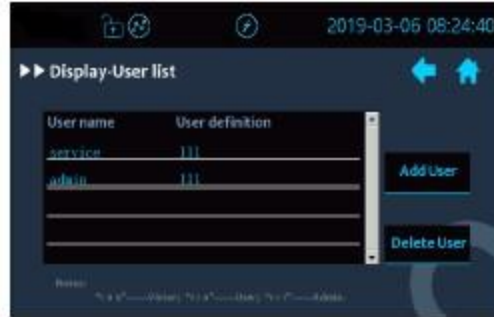 2019-03-06 08:24:40
Display-User list
User name User definition
service 111
admin 111
Add User
Delete User